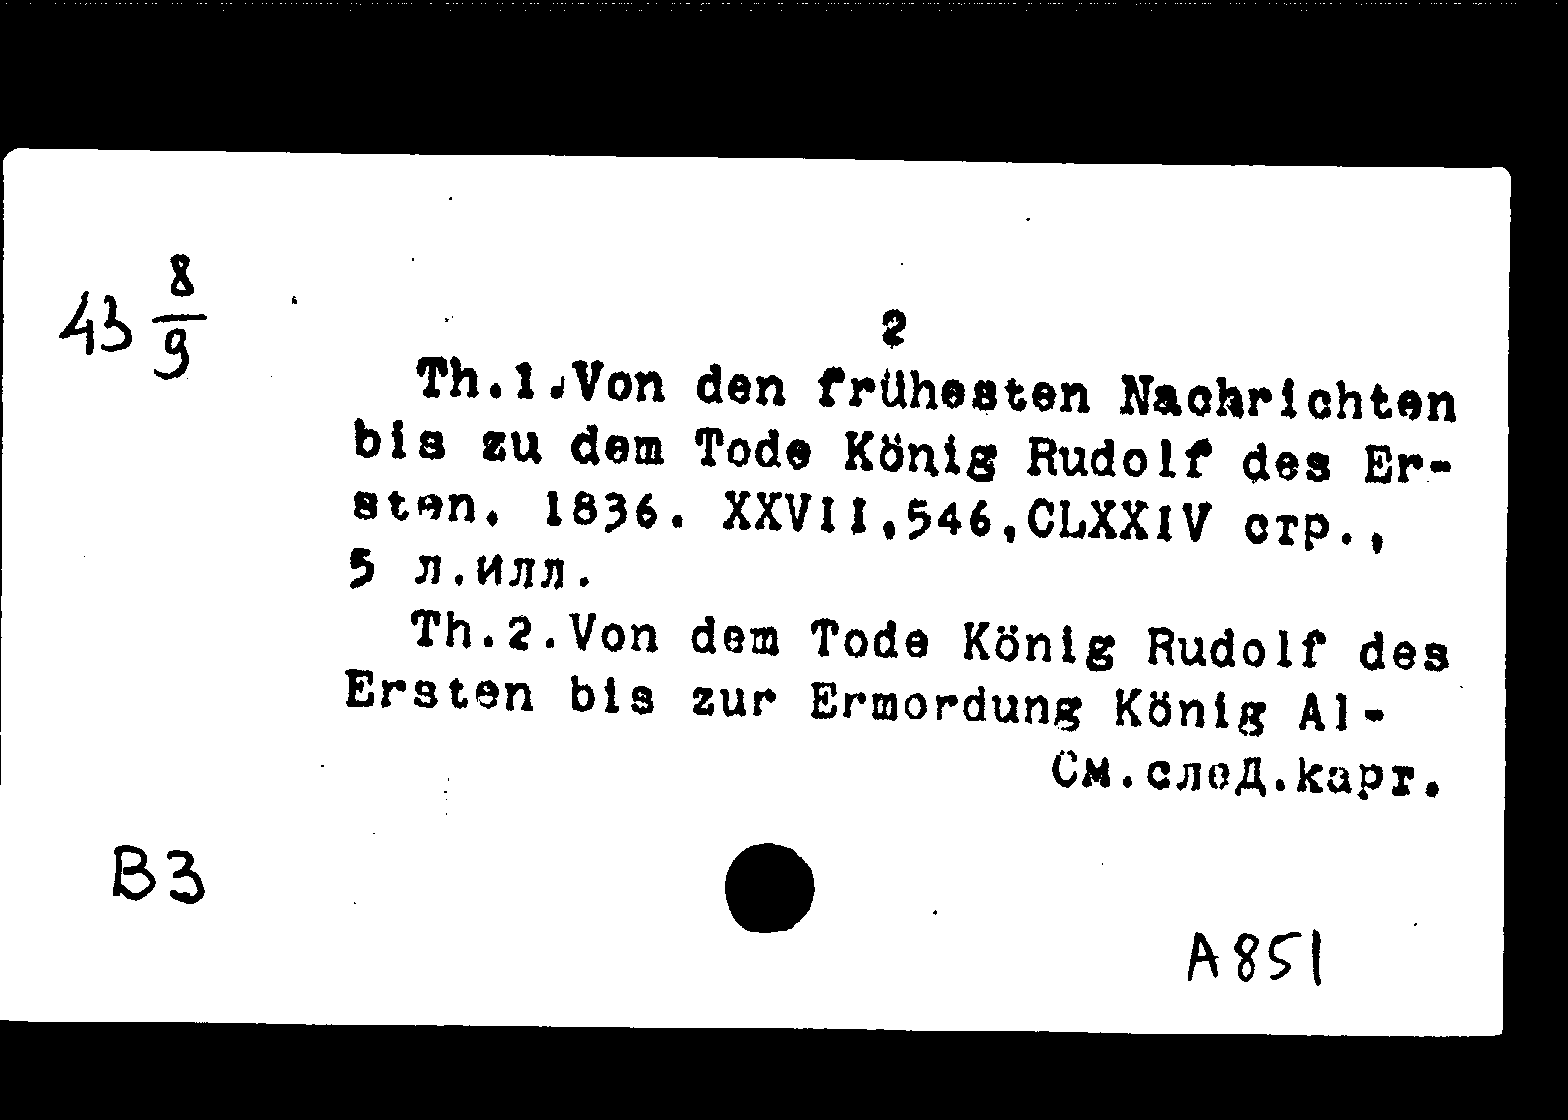 43 8/9
2
Th.1.Von den frühesten Nachrichten
bis zu dem Tode König Rudolf des Er-
sten. 1836. XXVII,546,CLXXIV стр.,
5 л.илл.
Th.2.Von dem Tode König Rudolf des
Ersten bis zur Ermordung König Al-
См.след.карт.
В3
A851